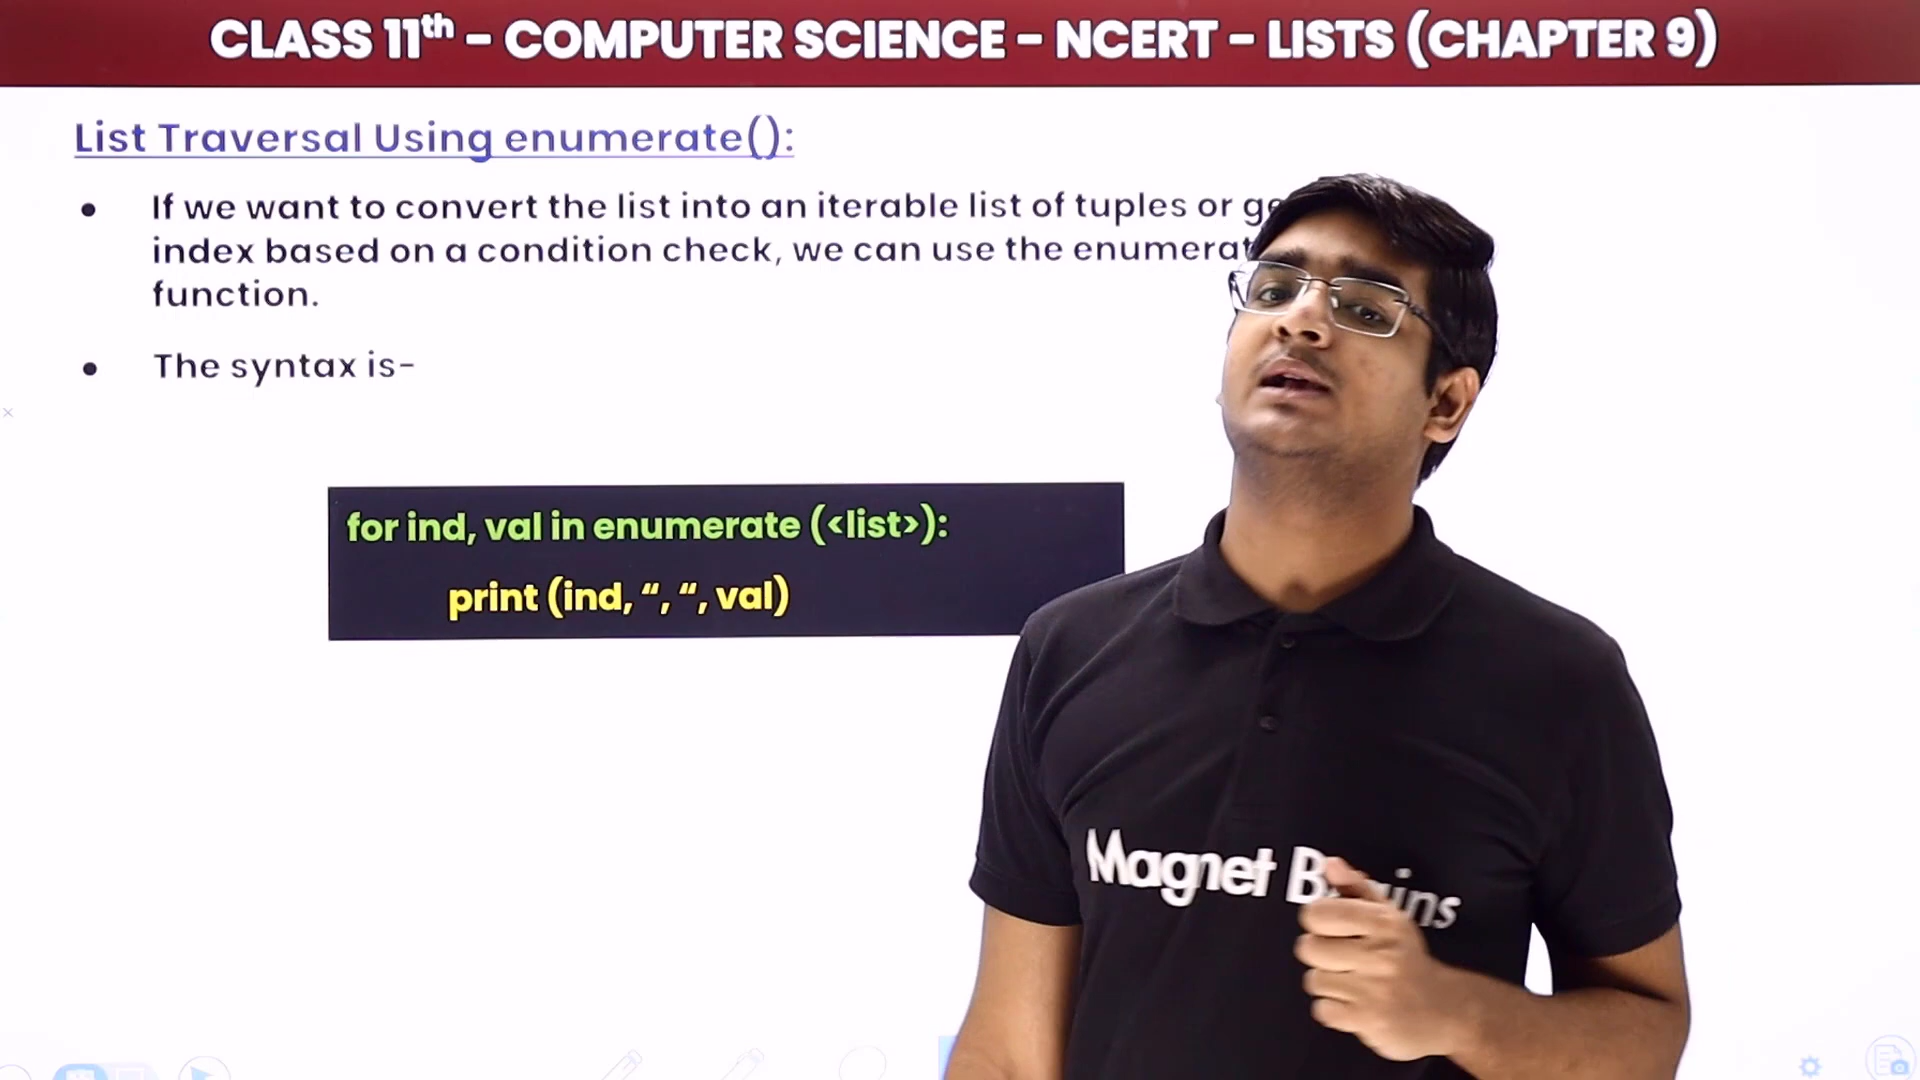 CLASS 11th - COMPUTER SCIENCE - NCERT - LISTS (CHAPTER 9)
List Traversal Using enumerate():
• If we want to convert the list into an iterable list of tuples or
index based on a condition check, we can use the
function.
• The syntax is-
for ind, val in enumerate (<list>):
print (ind, “, “, val)
Magnet